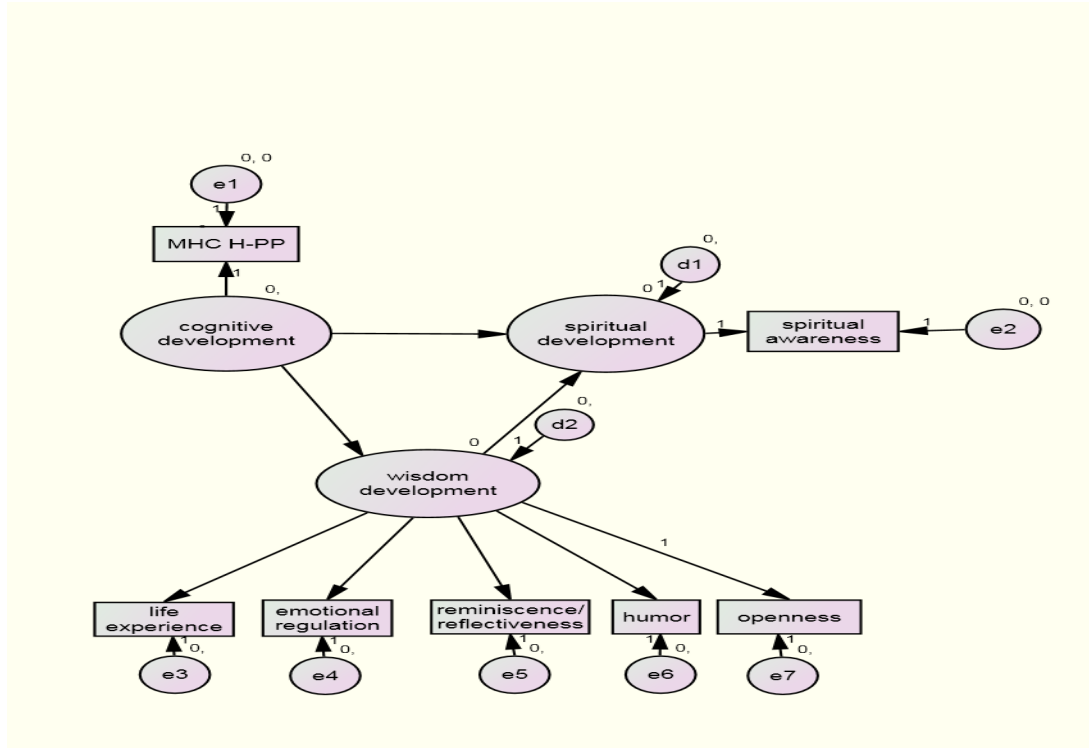 0, 0
e1
1
MHC H-PP
1
0,
cognitive
development
0,
d1
0
1
spiritual
development
1
spiritual
awareness
1
0, 0
e2
0,
d2
0
1
wisdom
development
1
life
experience
emotional
regulation
reminiscence/
reflectiveness
humor
openness
1
0,
1
0,
1
0,
1
0,
1
0,
e3
e4
e5
e6
e7